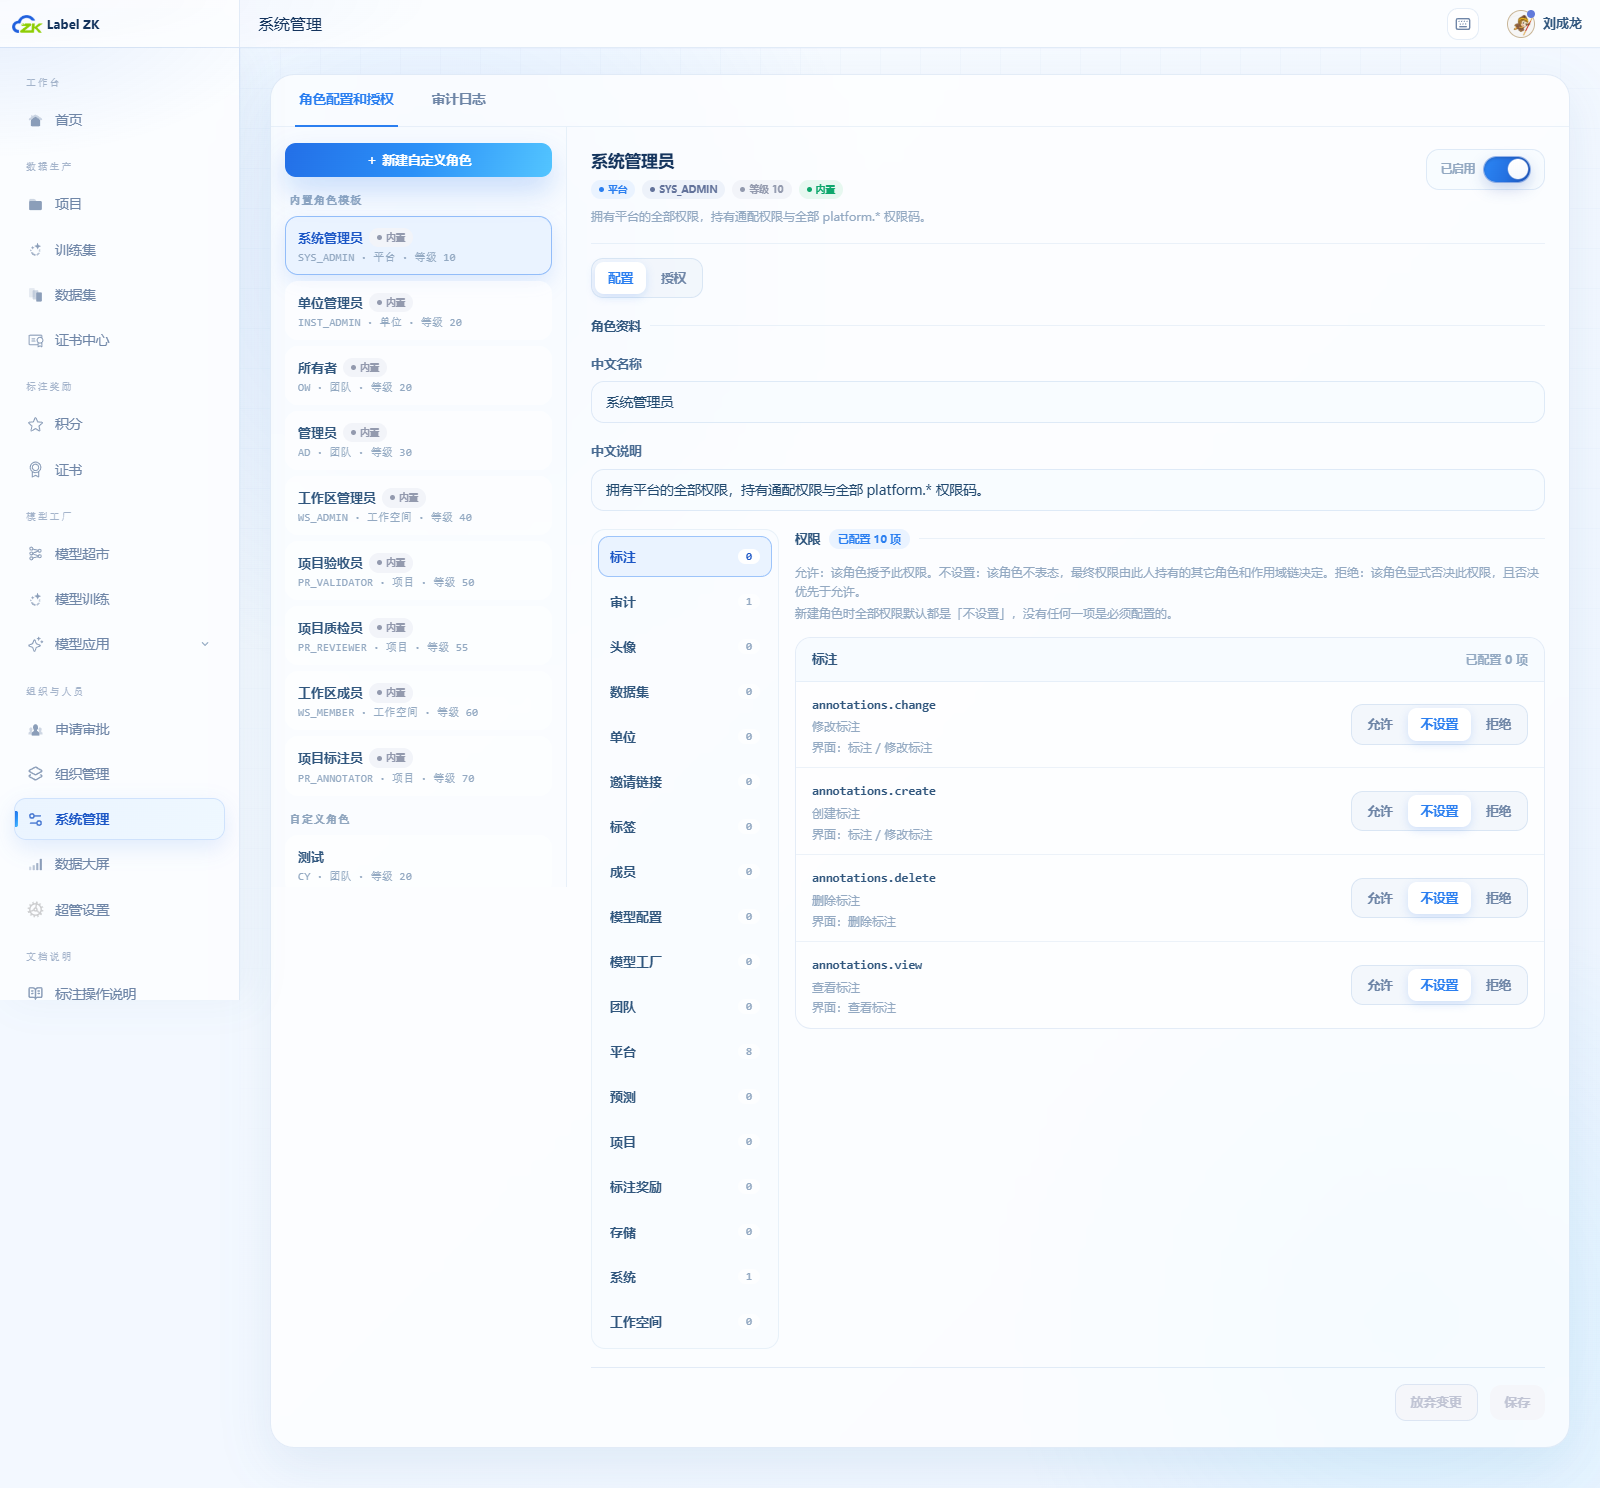 ZK Label ZK
系统管理
刘成龙
工作台
首页
数据生产
项目
训练集
数据集
证书中心
标注奖励
积分
证书
模型工厂
模型超市
模型训练
模型应用
组织与人员
申请审批
组织管理
系统管理
数据大屏
超管设置
文档说明
标注操作说明
角色配置和授权
审计日志
+ 新建自定义角色
内置角色模板
系统管理员 内置
SYS_ADMIN · 平台 · 等级 10
单位管理员 内置
INST_ADMIN · 单位 · 等级 20
所有者 内置
OW · 团队 · 等级 20
管理员 内置
AD · 团队 · 等级 30
工作区管理员 内置
WS_ADMIN · 工作空间 · 等级 40
项目验收员 内置
PR_VALIDATOR · 项目 · 等级 50
项目质检员 内置
PR_REVIEWER · 项目 · 等级 55
工作区成员 内置
WS_MEMBER · 工作空间 · 等级 60
项目标注员 内置
PR_ANNOTATOR · 项目 · 等级 70
自定义角色
测试
CY · 团队 · 等级 20
系统管理员
平台 SYS_ADMIN 等级 10 内置
已启用
拥有平台的全部权限，持有通配权限与全部 platform.* 权限码。
配置 授权
角色资料
中文名称
系统管理员
中文说明
拥有平台的全部权限，持有通配权限与全部 platform.* 权限码。
标注 0
审计 1
头像 0
数据集 0
单位 0
邀请链接 0
标签 0
成员 0
模型配置 0
模型工厂 0
团队 0
平台 8
预测 0
项目 0
标注奖励 0
存储 0
系统 1
工作空间 0
权限 已配置 10 项
允许：该角色授予此权限。不设置：该角色不表态，最终权限由此人持有的其它角色和作用域链决定。拒绝：该角色显式否决此权限，且否决
优先于允许。
新建角色时全部权限默认都是「不设置」，没有任何一项是必须配置的。
标注 已配置 0 项
annotations.change
修改标注
界面：标注 / 修改标注
允许 不设置 拒绝
annotations.create
创建标注
界面：标注 / 修改标注
允许 不设置 拒绝
annotations.delete
删除标注
界面：删除标注
允许 不设置 拒绝
annotations.view
查看标注
界面：查看标注
允许 不设置 拒绝
放弃变更 保存